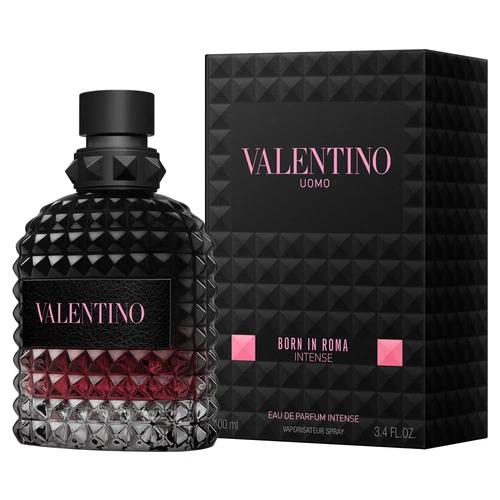 VALENTINO
VALENTINO
UOMO
BORN IN ROMA
INTENSE
EAU DE PARFUM INTENSE
VAPORISATEUR SPRAY
3.4 FL.OZ.